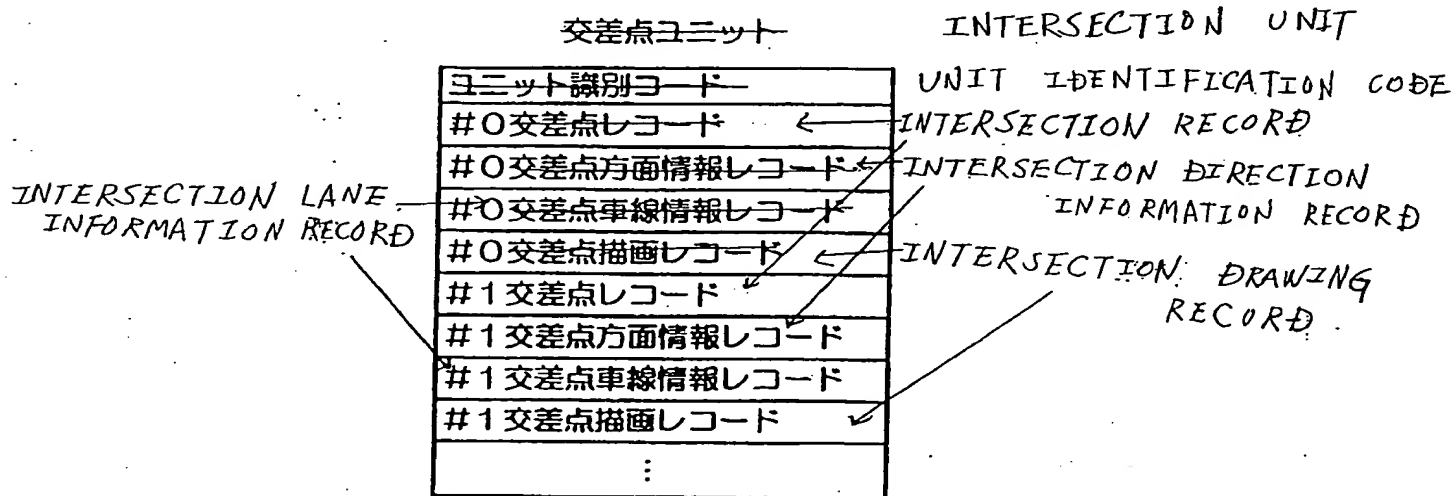 交差点ユニット INTERSECTION UNIT
ユニット識別コード UNIT IDENTIFICATION CODE
#0交差点レコード INTERSECTION RECORD
#0交差点方面情報レコード INTERSECTION DIRECTION
INFORMATION RECORD
INTERSECTION LANE
INFORMATION RECORD
#0交差点車線情報レコード
#0交差点描画レコード INTERSECTION DRAWING
RECORD
#1交差点レコード
#1交差点方面情報レコード
#1交差点車線情報レコード
#1交差点描画レコード
⋮